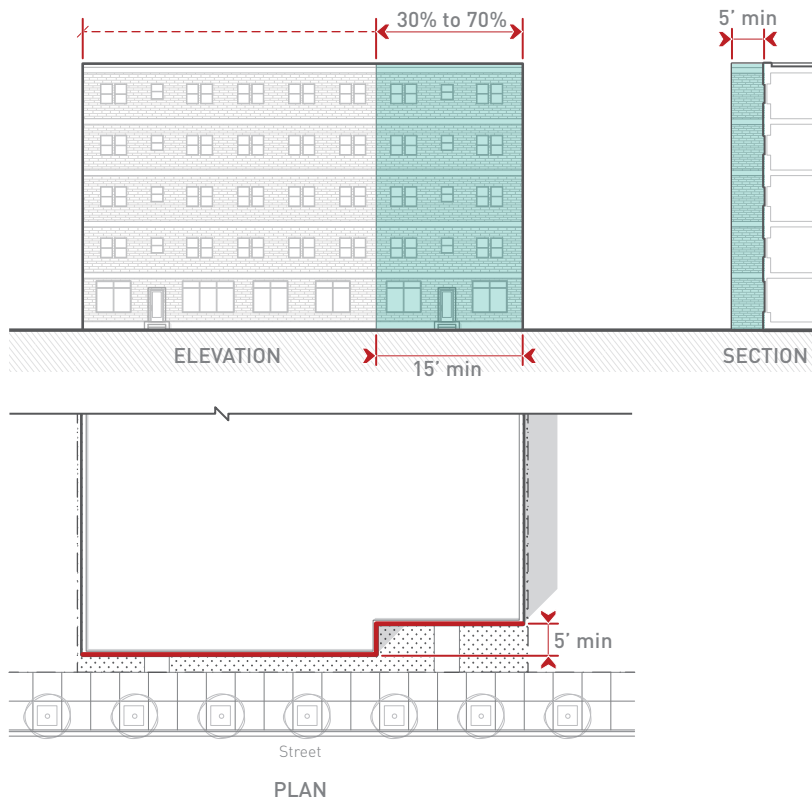 30% to 70%
5’ min
ELEVATION
15’ min
SECTION
5’ min
Street
PLAN